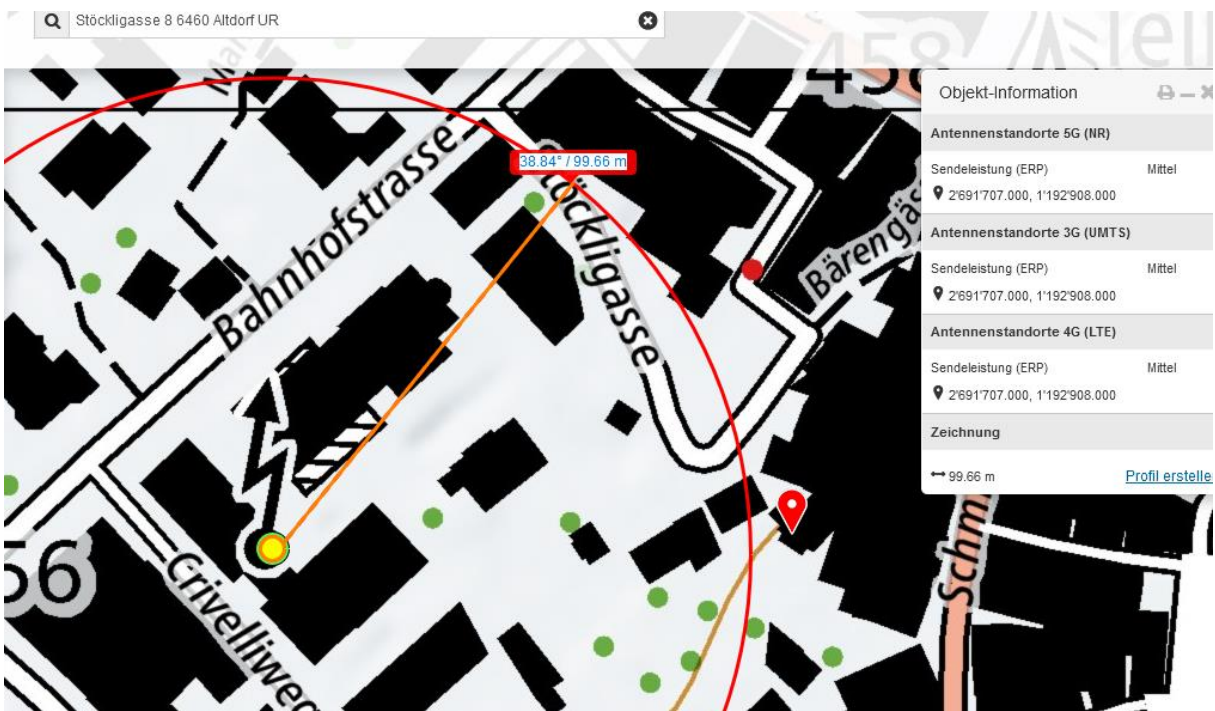 Stöckligasse 8 6460 Altdorf UR
458
Objekt-Information
Antennenstandorte 5G (NR)
Sendeleistung (ERP) Mittel
2'691'707.000, 1'192'908.000
Antennenstandorte 3G (UMTS)
Sendeleistung (ERP) Mittel
2'691'707.000, 1'192'908.000
Antennenstandorte 4G (LTE)
Sendeleistung (ERP) Mittel
2'691'707.000, 1'192'908.000
Zeichnung
99.66 m Profil erstelle
38.84° / 99.66 m
Bahnhofstrasse
töckligasse
Bärengäs
Schm
56
Crivelliweg